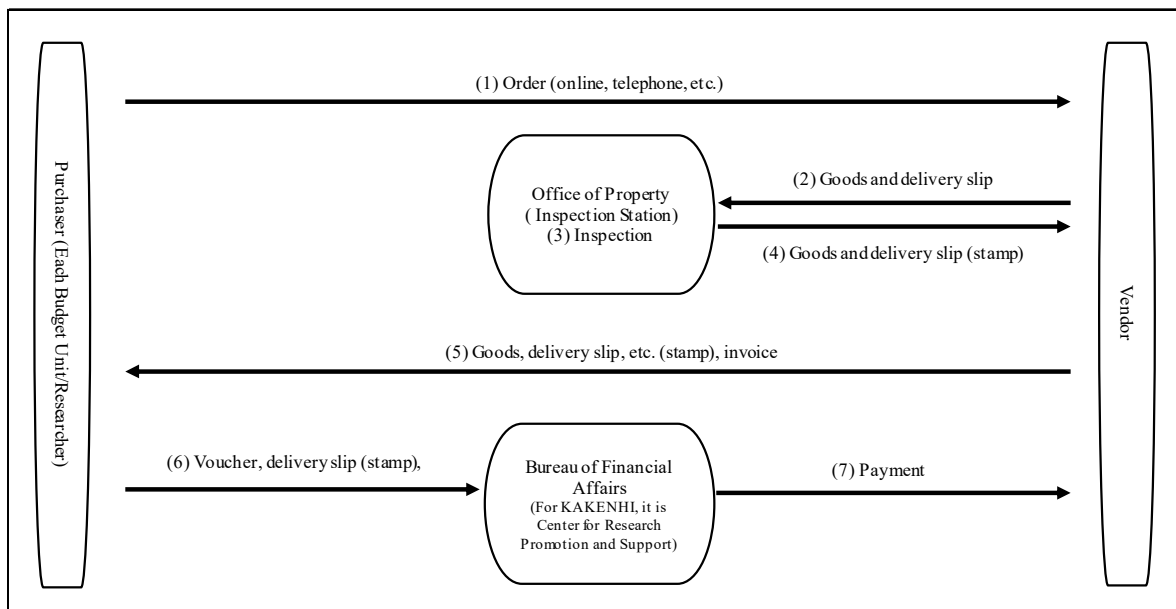 (1) Order (online, telephone, etc.)
Purchaser (Each Budget Unit/Researcher)
Office of Property
( Inspection Station)
(3) Inspection
(2) Goods and delivery slip
(4) Goods and delivery slip (stamp)
Vendor
(5) Goods, delivery slip, etc. (stamp), invoice
(6) Voucher, delivery slip (stamp),
Bureau of Financial
Affairs
(For KAKENHI, it is
Center for Research
Promotion and Support)
(7) Payment